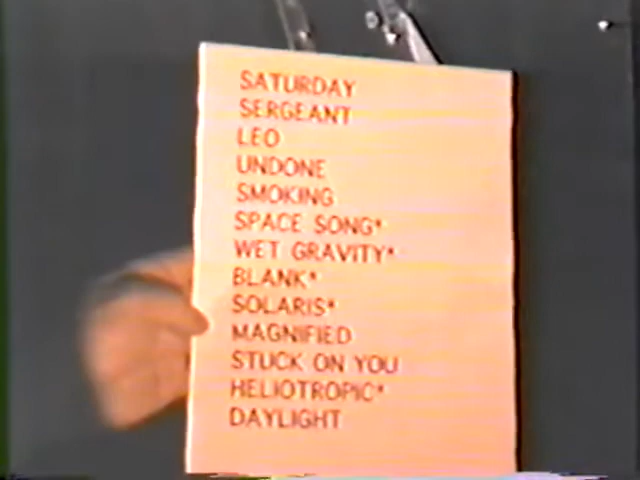 SATURDAY
SERGEANT
LEO
UNDONE
SMOKING
SPACE SONG*
WET GRAVITY*
BLANK*
SOLARIS*
MAGNIFIED
STUCK ON YOU
HELIOTROPIC*
DAYLIGHT